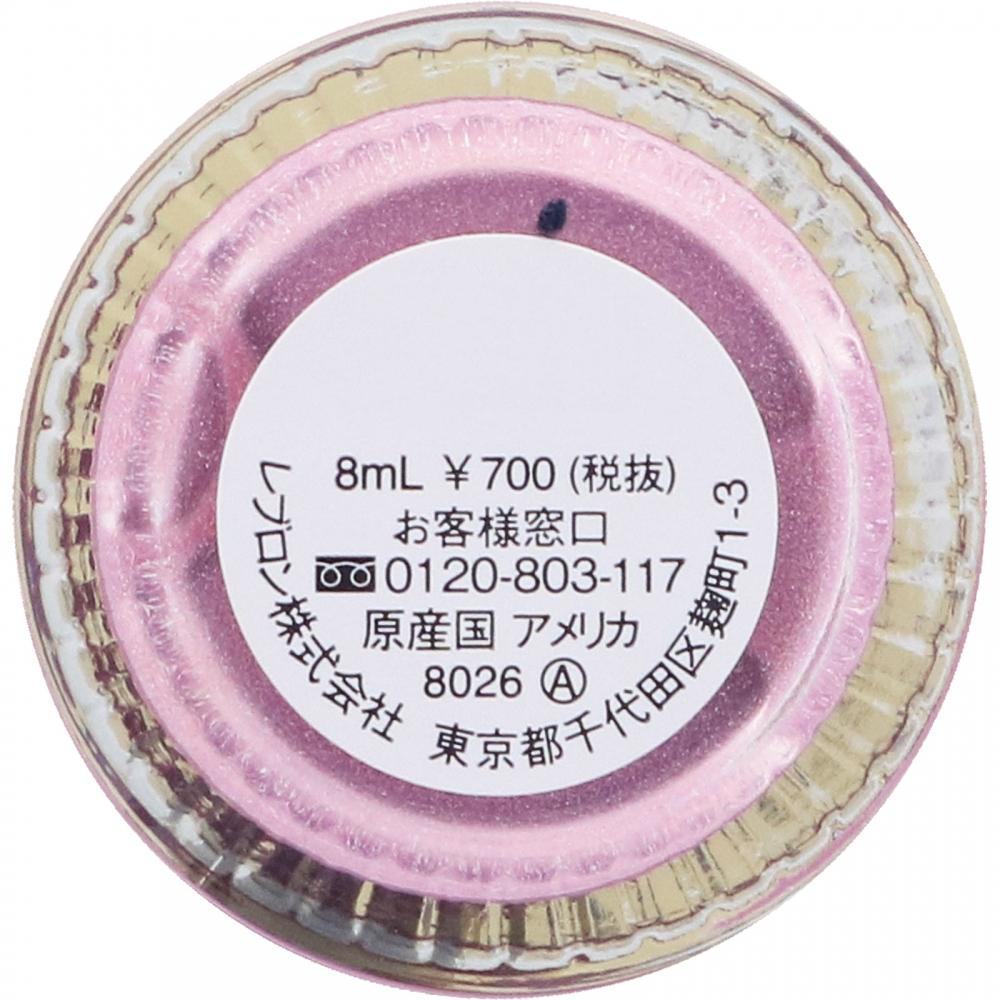 8mL ¥700 (税抜)
お客様窓口
0120-803-117
原産国 アメリカ
8026 Ⓐ
レブロン株式会社 東京都千代田区麹町1-3